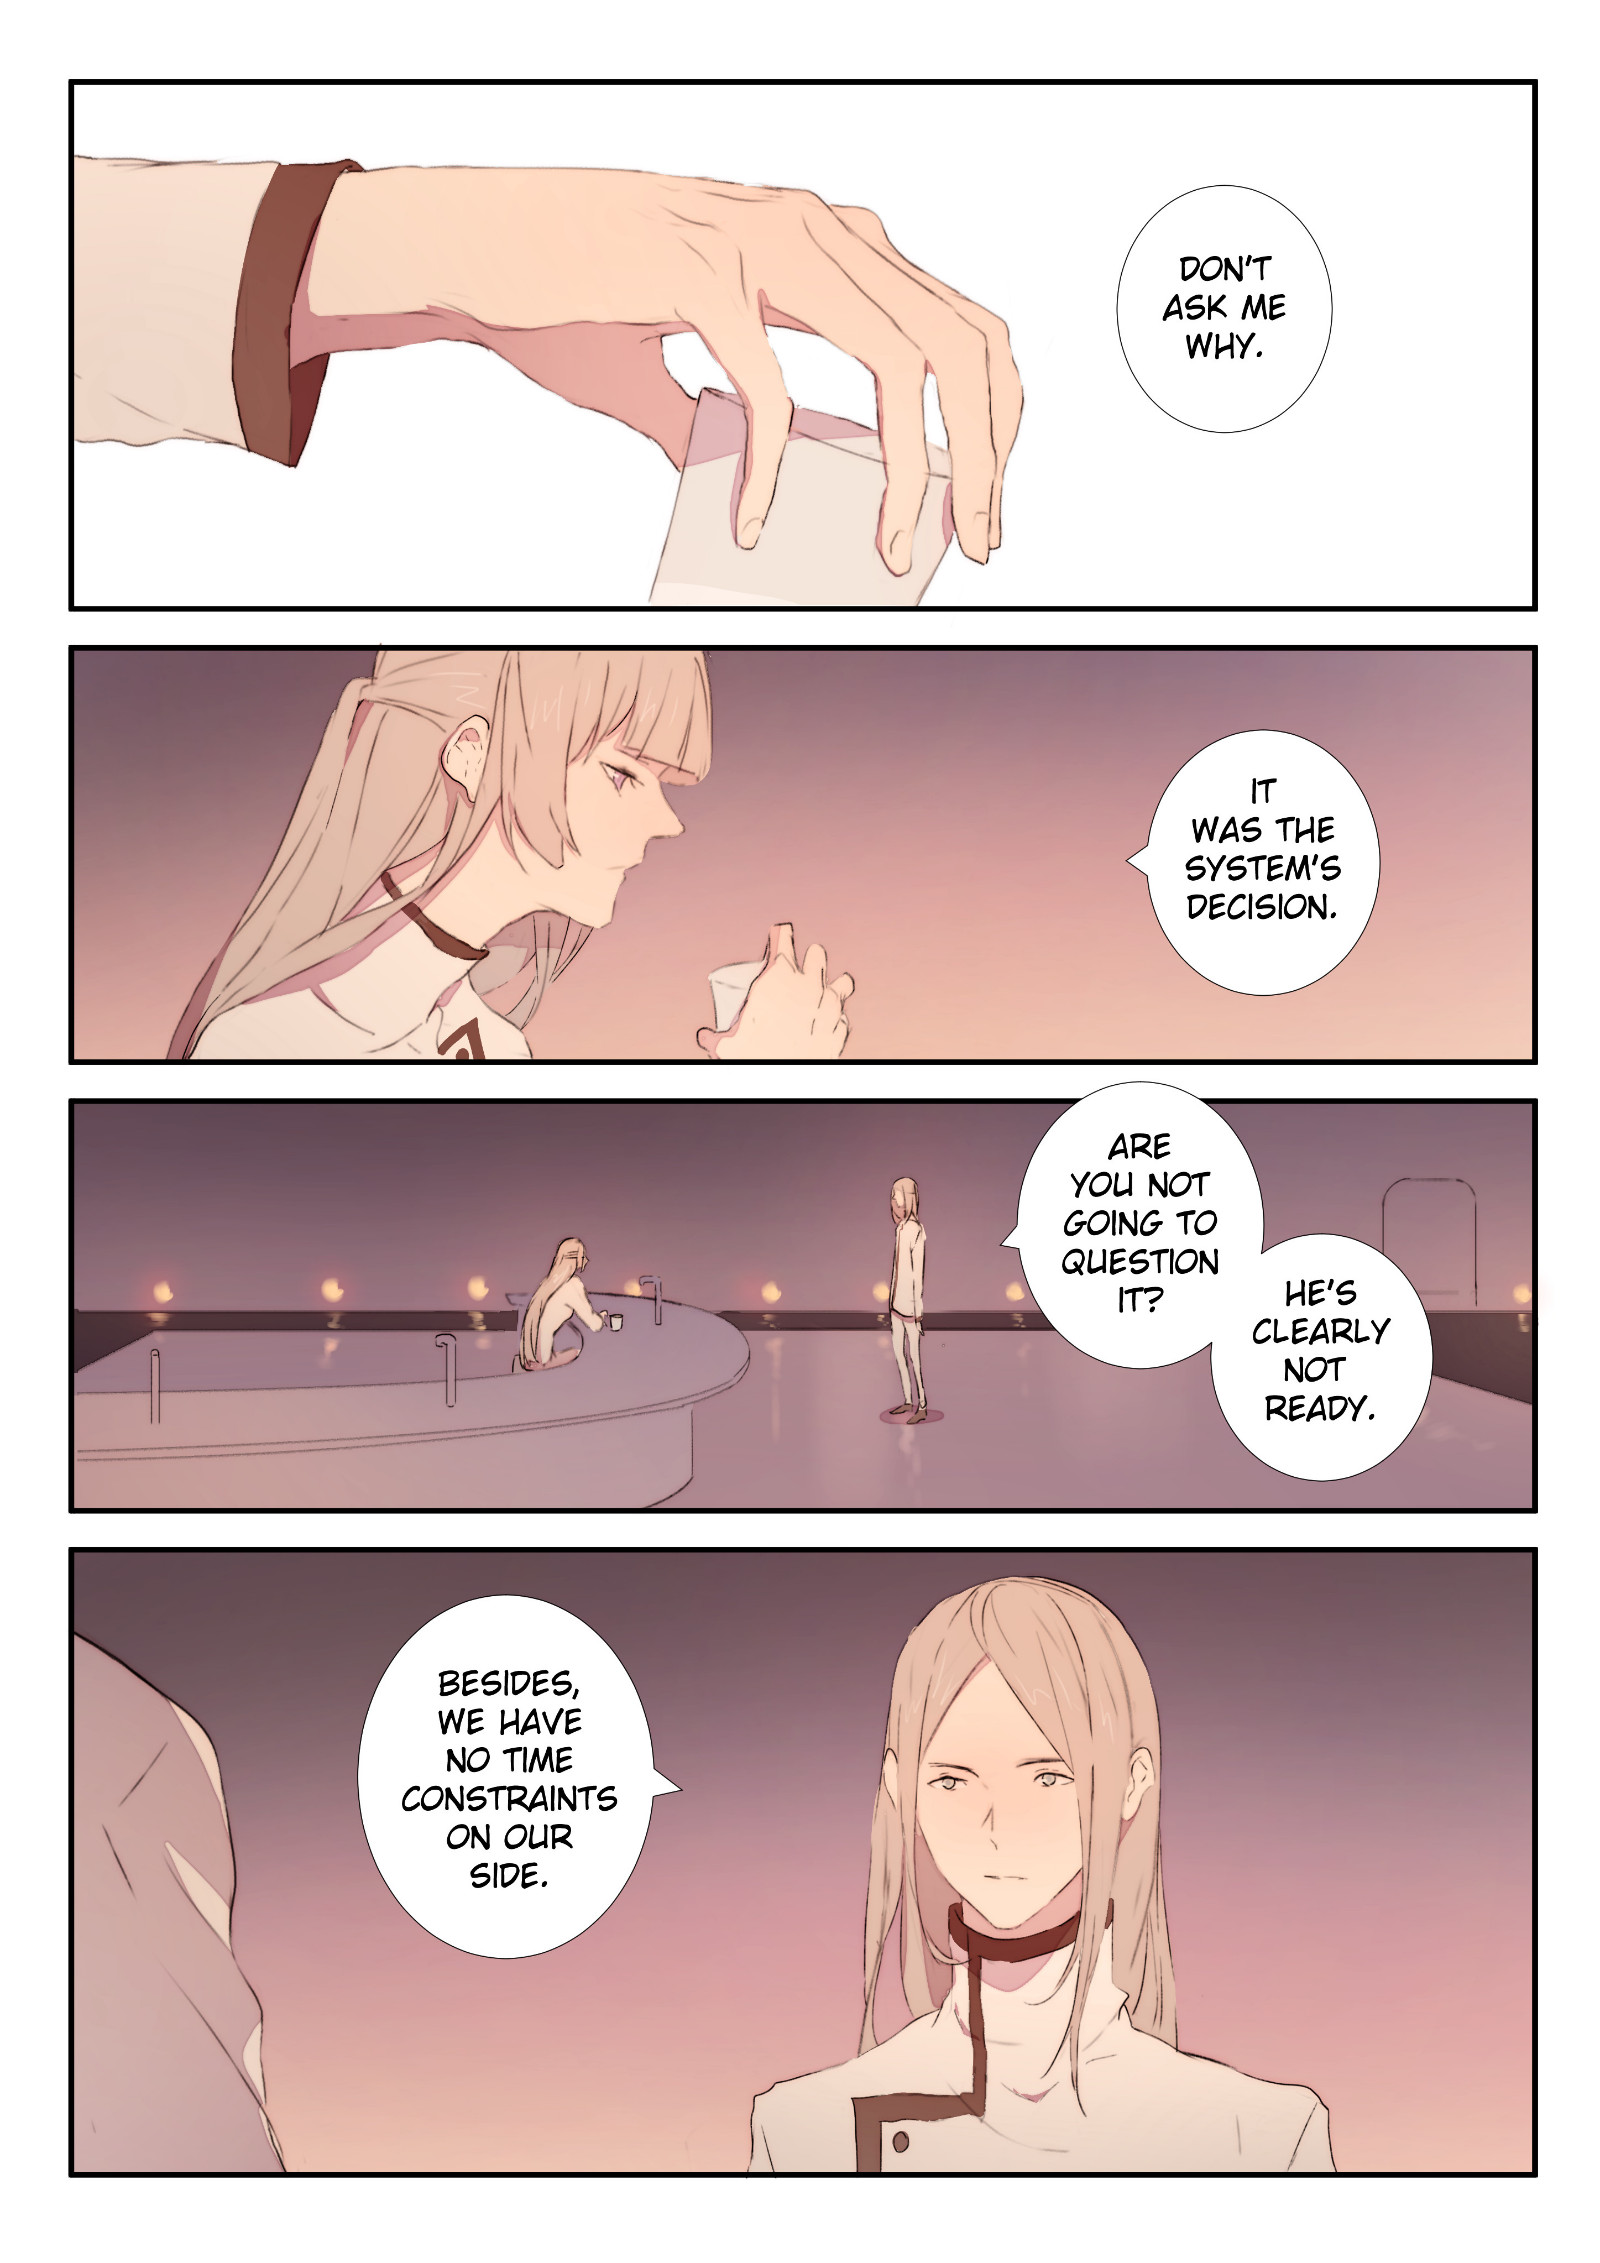 DON'T
ASK ME
WHY.
IT
WAS THE
SYSTEM'S
DECISION.
ARE
YOU NOT
GOING TO
QUESTION
IT?
HE'S
CLEARLY
NOT
READY.
BESIDES,
WE HAVE
NO TIME
CONSTRAINTS
ON OUR
SIDE.